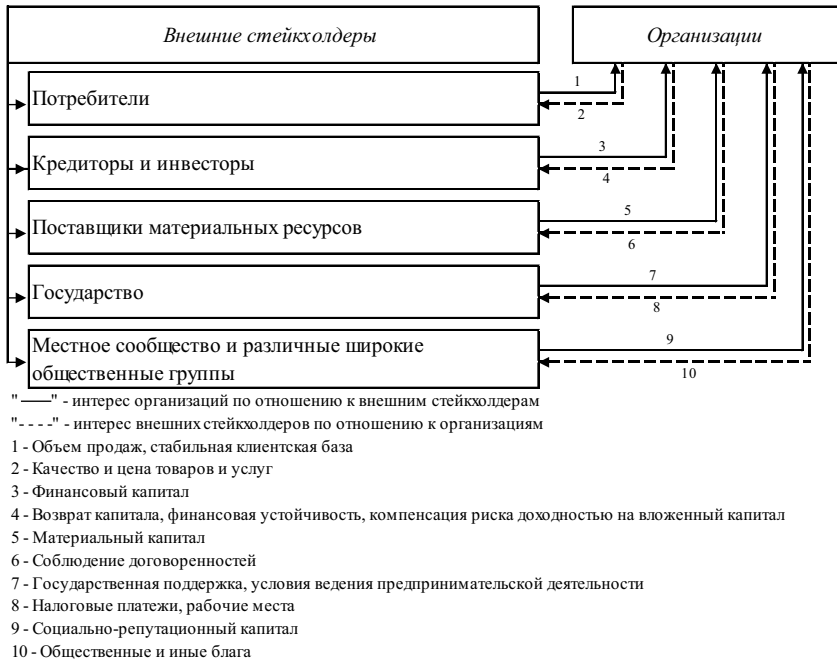 Внешние стейкхолдеры
Организации
Потребители
1
2
Кредиторы и инвесторы
3
4
Поставщики материальных ресурсов
5
6
Государство
7
8
Местное сообщество и различные широкие
общественные группы
9
10
" —— " - интерес организаций по отношению к внешним стейкхолдерам
"- - - -" - интерес внешних стейкхолдеров по отношению к организациям
1 - Объем продаж, стабильная клиентская база
2 - Качество и цена товаров и услуг
3 - Финансовый капитал
4 - Возврат капитала, финансовая устойчивость, компенсация риска доходностью на вложенный капитал
5 - Материальный капитал
6 - Соблюдение договоренностей
7 - Государственная поддержка, условия ведения предпринимательской деятельности
8 - Налоговые платежи, рабочие места
9 - Социально-репутационный капитал
10 - Общественные и иные блага